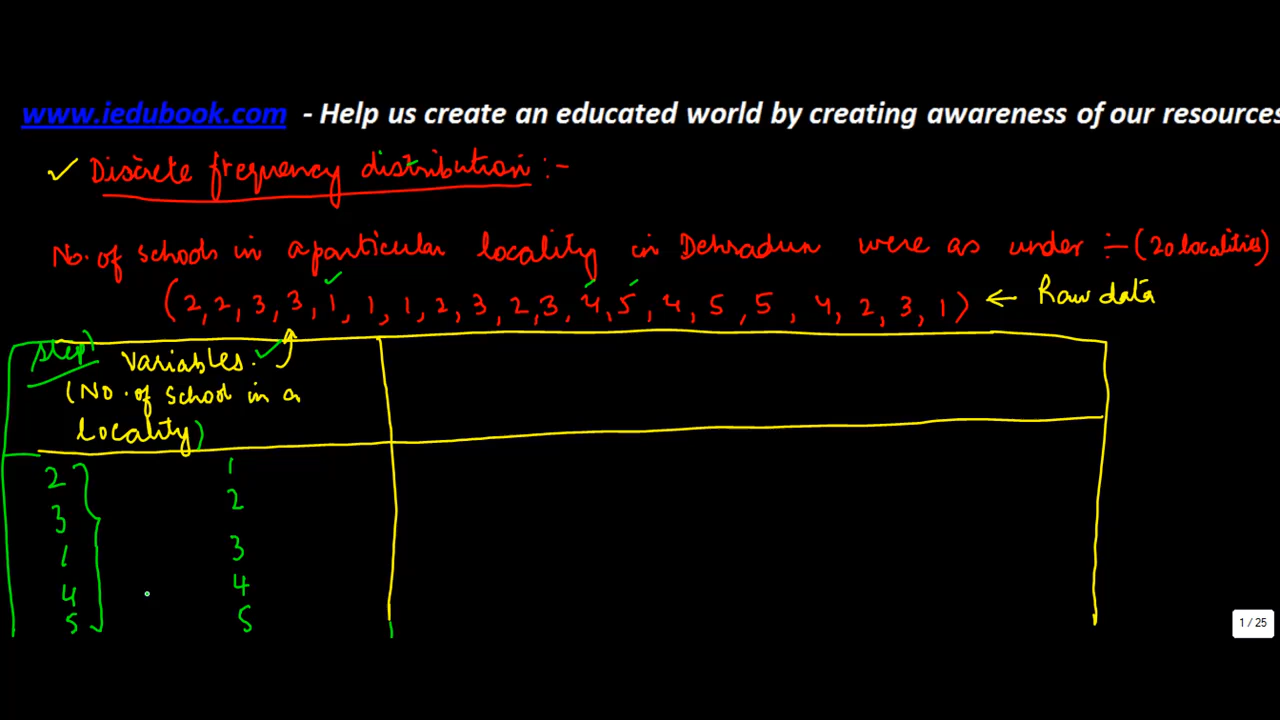 www.iedubook.com - Help us create an educated world by creating awareness of our resources
Discrete frequency distribution :-
No. of schools in a particular locality in Dehradun were as under :- (20 localities)
(2,2,3,3,1,1,1,2,3,2,3,4,5,4,5,5,4,2,3,1) ← Raw data
Step 1
Variables.
(No. of school in a
locality)
2 1
3 2
1 3
4 4
5 5
1 / 25